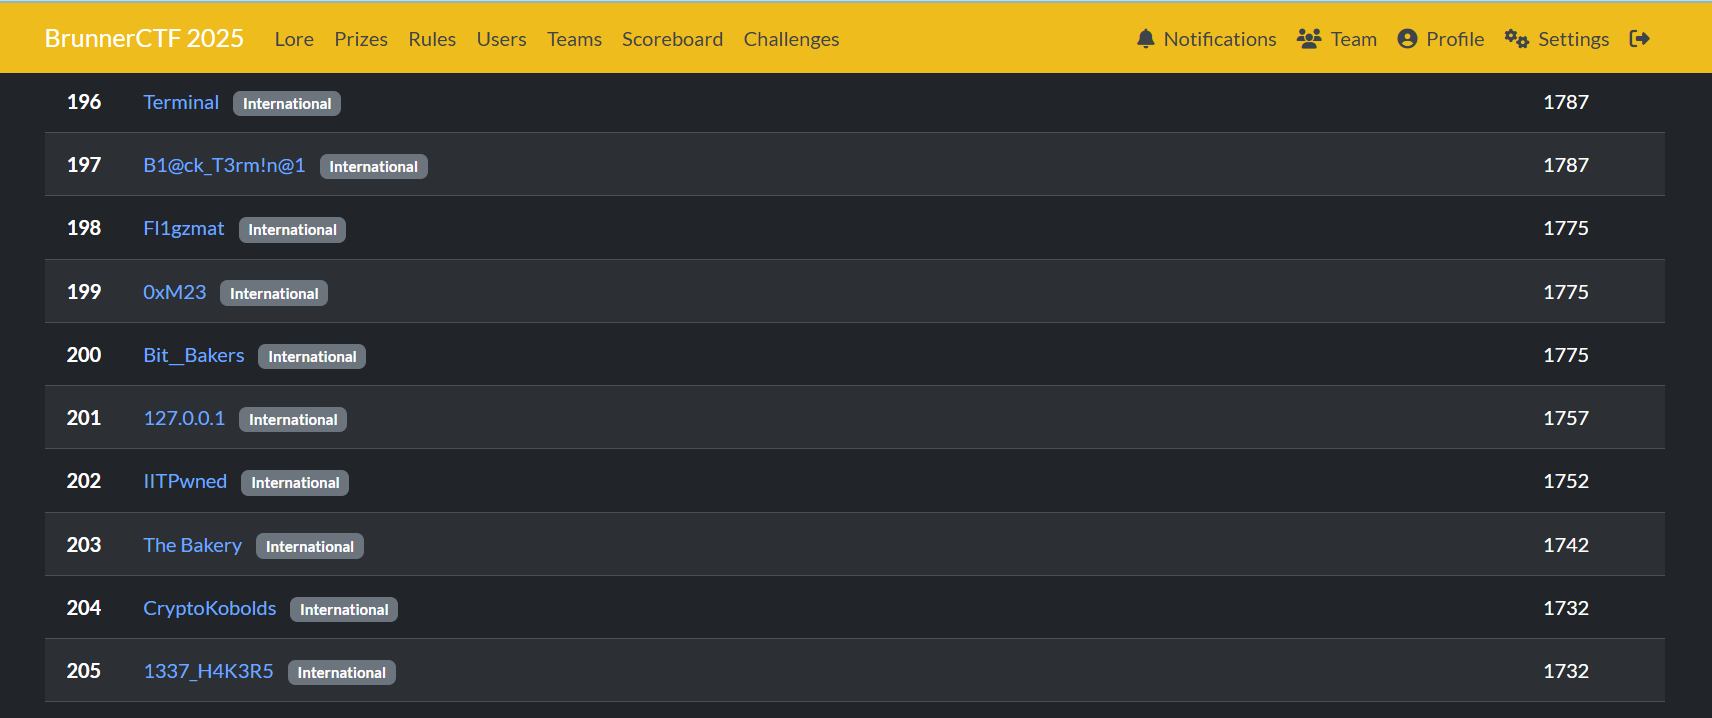 BrunnerCTF 2025 Lore Prizes Rules Users Teams Scoreboard Challenges Notifications Team Profile Settings
196 Terminal International 1787
197 B1@ck_T3rm!n@1 International 1787
198 Fl1gzmat International 1775
199 0xM23 International 1775
200 Bit__Bakers International 1775
201 127.0.0.1 International 1757
202 IITPwned International 1752
203 The Bakery International 1742
204 CryptoKobolds International 1732
205 1337_H4K3R5 International 1732